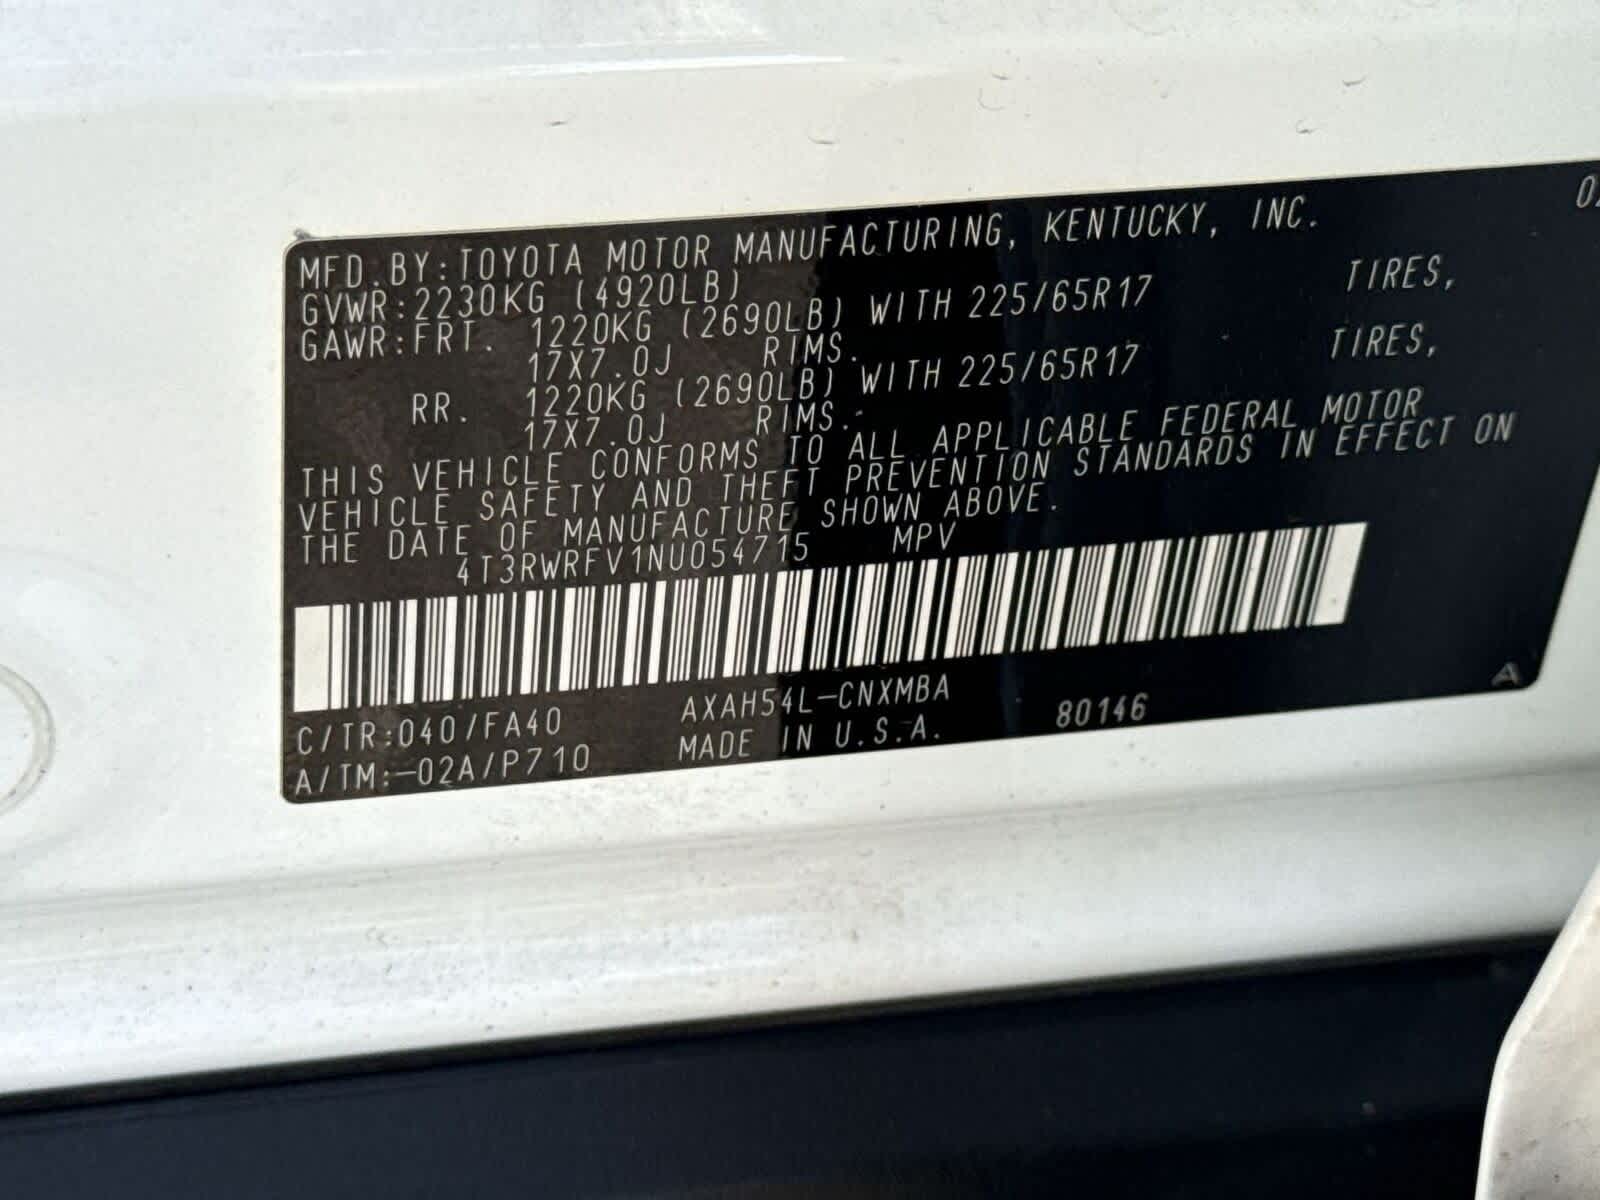 MFD.BY:TOYOTA MOTOR MANUFACTURING, KENTUCKY, INC.
GVWR:2230KG (4920LB)
GAWR:FRT. 1220KG (2690LB) WITH 225/65R17 TIRES,
17X7.0J RIMS.
RR. 1220KG (2690LB) WITH 225/65R17 TIRES,
17X7.0J RIMS.
THIS VEHICLE CONFORMS TO ALL APPLICABLE FEDERAL MOTOR
VEHICLE SAFETY AND THEFT PREVENTION STANDARDS IN EFFECT ON
THE DATE OF MANUFACTURE SHOWN ABOVE.
4T3RWRFV1NU054715 MPV
C/TR:040/FA40 AXAH54L-CNXMBA
A/TM:-02A/P710 MADE IN U.S.A. 80146
A